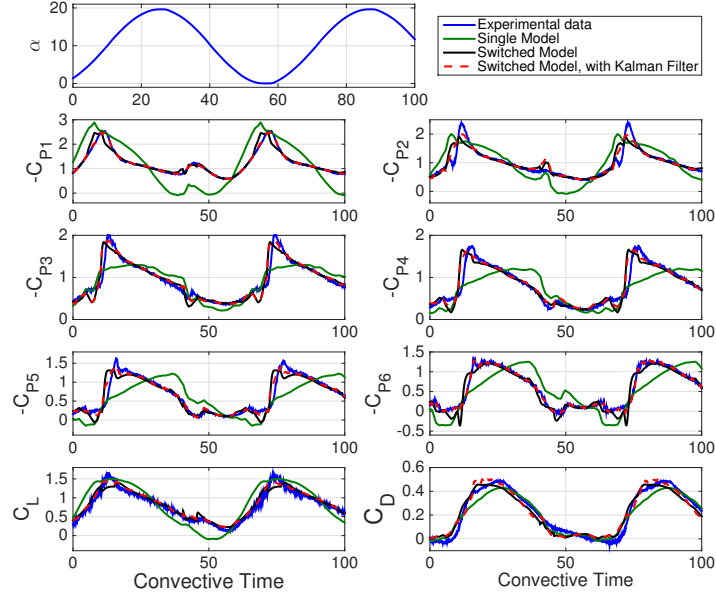 α
20
10
0
0 20 40 60 80 100
Experimental data
Single Model
Switched Model
Switched Model, with Kalman Filter
-C_P1
3
2
1
0
0 50 100
-C_P2
2
1
0
0 50 100
-C_P3
2
1
0
0 50 100
-C_P4
2
1
0
0 50 100
-C_P5
1.5
1
0.5
0
0 50 100
-C_P6
1.5
1
0.5
0
-0.5
0 50 100
C_L
1.5
1
0.5
0
0 50 100
Convective Time
C_D
0.6
0.4
0.2
0.0
0 50 100
Convective Time